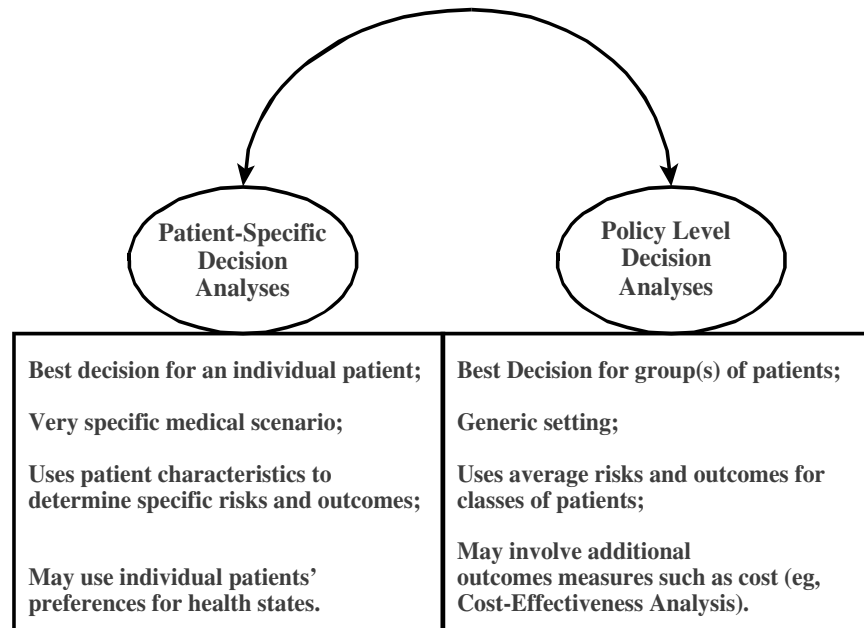 Patient-Specific
Decision
Analyses
Policy Level
Decision
Analyses
Best decision for an individual patient;
Very specific medical scenario;
Uses patient characteristics to
determine specific risks and outcomes;
May use individual patients’
preferences for health states.
Best Decision for group(s) of patients;
Generic setting;
Uses average risks and outcomes for
classes of patients;
May involve additional
outcomes measures such as cost (eg,
Cost-Effectiveness Analysis).